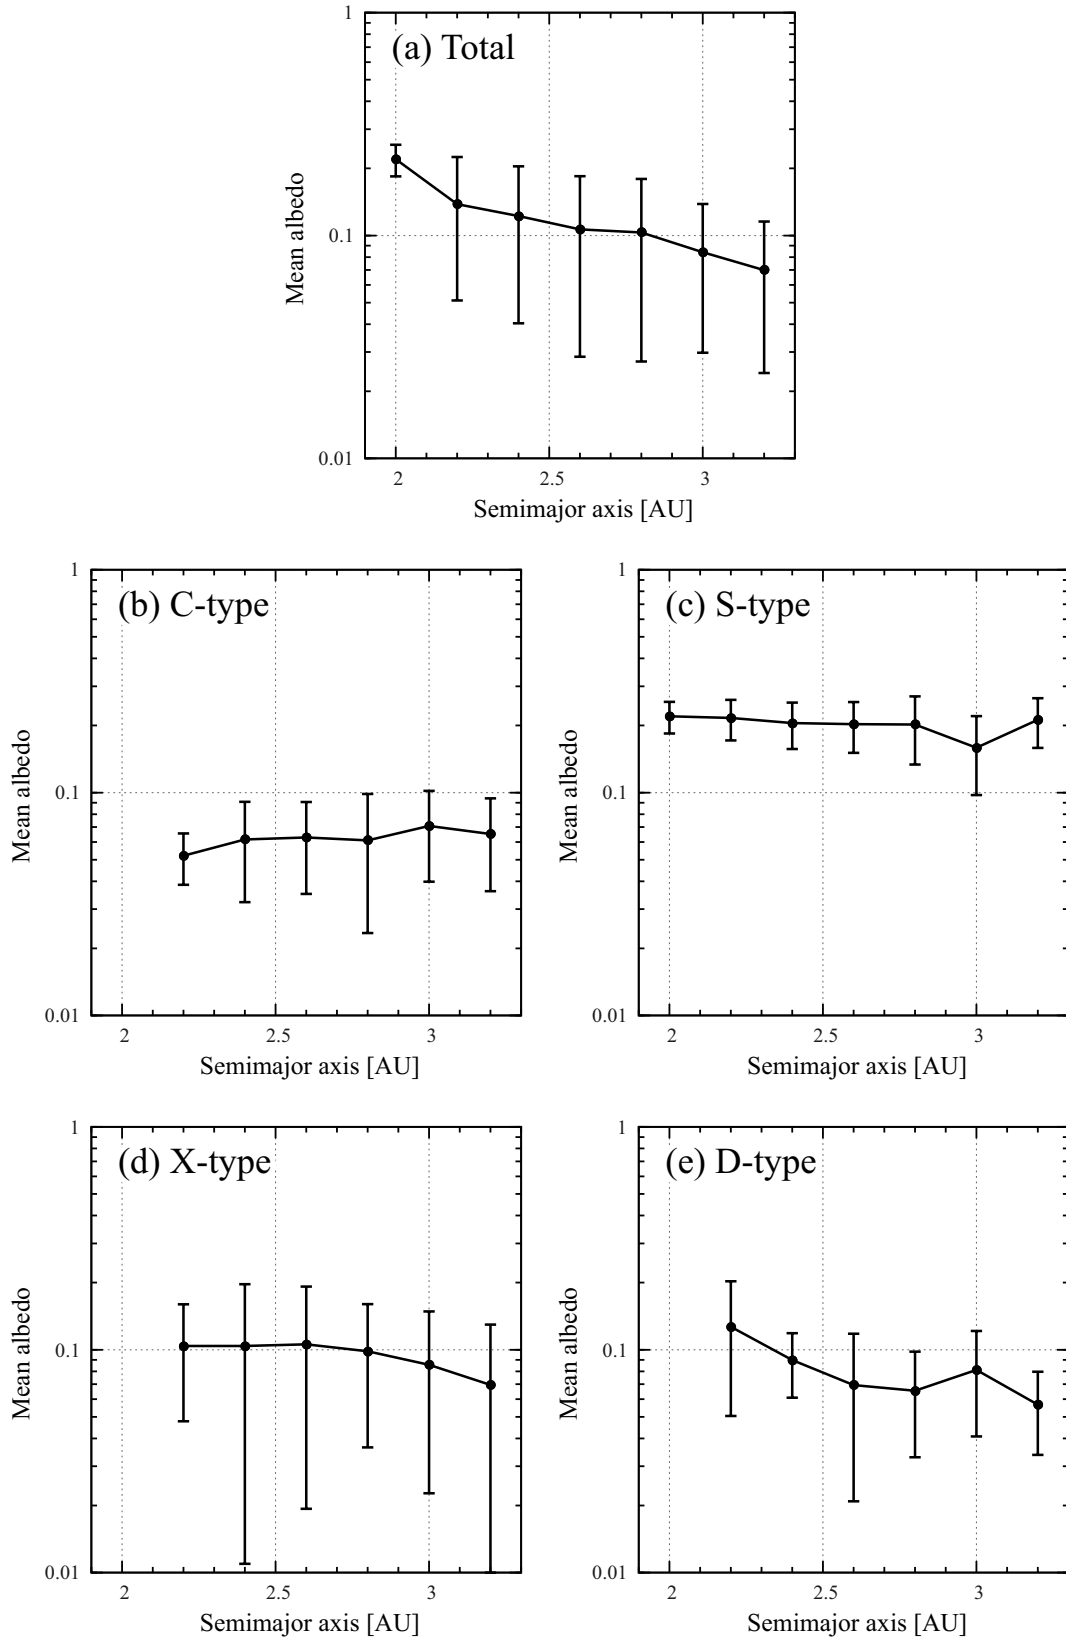 (a) Total
1
0.1
0.01
Mean albedo
2
2.5
3
Semimajor axis [AU]
(b) C-type
1
0.1
0.01
Mean albedo
2
2.5
3
Semimajor axis [AU]
(c) S-type
1
0.1
0.01
Mean albedo
2
2.5
3
Semimajor axis [AU]
(d) X-type
1
0.1
0.01
Mean albedo
2
2.5
3
Semimajor axis [AU]
(e) D-type
1
0.1
0.01
Mean albedo
2
2.5
3
Semimajor axis [AU]